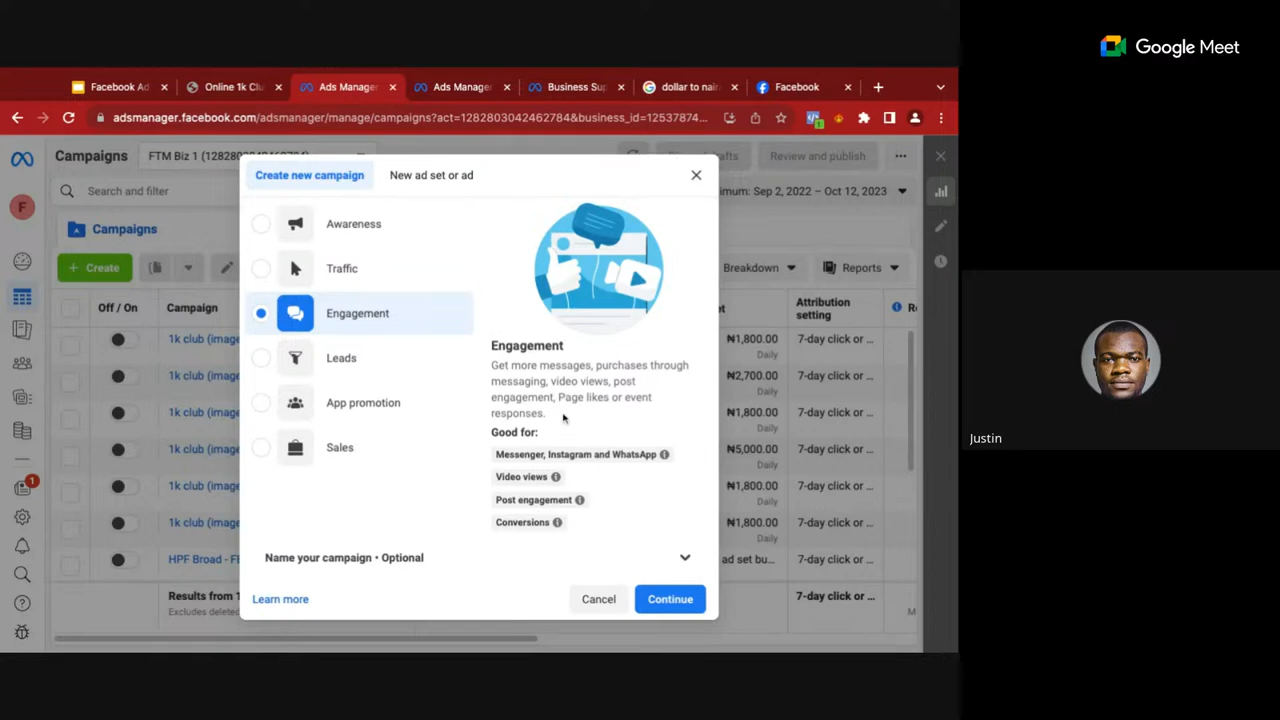 Google Meet
Facebook Ad
Online 1k Clu
Ads Manager
Ads Manager
Business Sup
dollar to nair
Facebook
adsmanager.facebook.com/adsmanager/manage/campaigns?act=1282803042462784&business_id=12537874...
Campaigns
FTM Biz 1
Review and publish
Create new campaign
New ad set or ad
Search and filter
imum: Sep 2, 2022 – Oct 12, 2023
F
Campaigns
+ Create
Breakdown
Reports
Off / On
Campaign
Attribution
setting
Awareness
Traffic
Engagement
Leads
App promotion
Sales
Engagement
Get more messages, purchases through
messaging, video views, post
engagement, Page likes or event
responses.
Good for:
Messenger, Instagram and WhatsApp
Video views
Post engagement
Conversions
Name your campaign • Optional
Learn more
Cancel
Continue
1k club (image
₦1,800.00
Daily
7-day click or ...
1k club (image
₦2,700.00
Daily
7-day click or ...
1k club (image
₦1,800.00
Daily
7-day click or ...
1k club (image
₦5,000.00
Daily
7-day click or ...
1k club (image
₦1,800.00
Daily
7-day click or ...
1k club (image
₦1,800.00
Daily
7-day click or ...
HPF Broad - F
ad set bu...
7-day click or ...
Results from 1
Excludes deleted
7-day click or ...
1
Justin